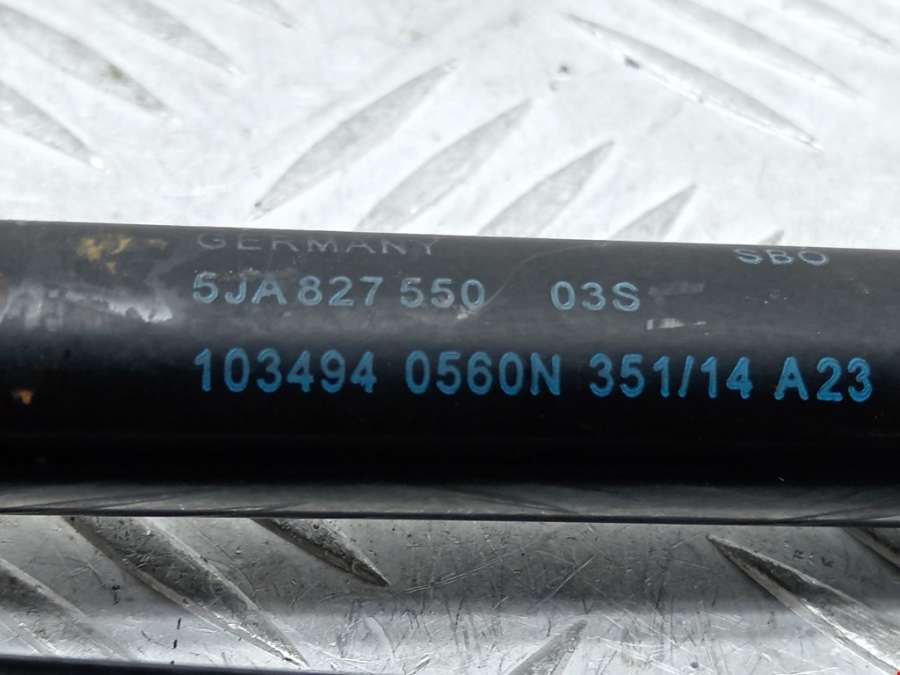 GERMANY SBO
5JA 827 550 03S
103494 0560N 351/14 A23